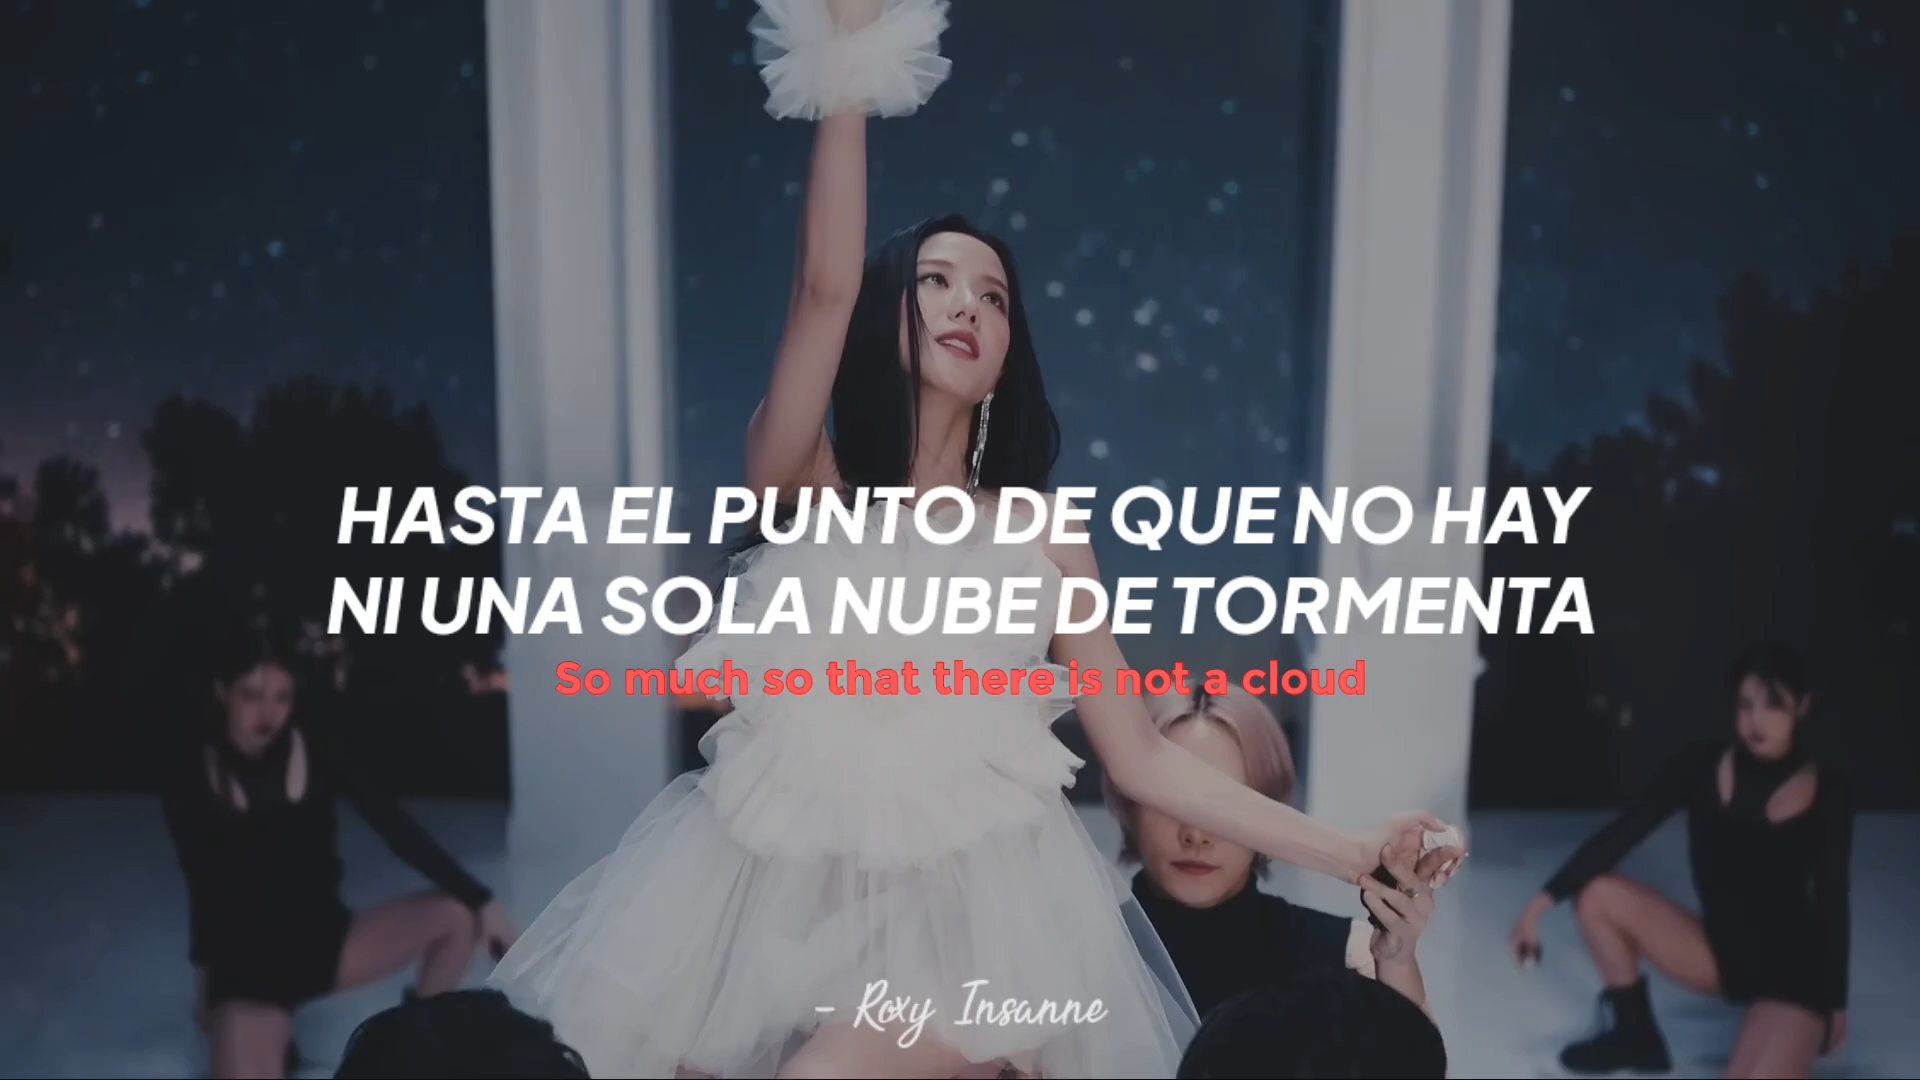 HASTA EL PUNTO DE QUE NO HAY
NI UNA SOLA NUBE DE TORMENTA
So much so that there is not a cloud
- Roxy Insanne